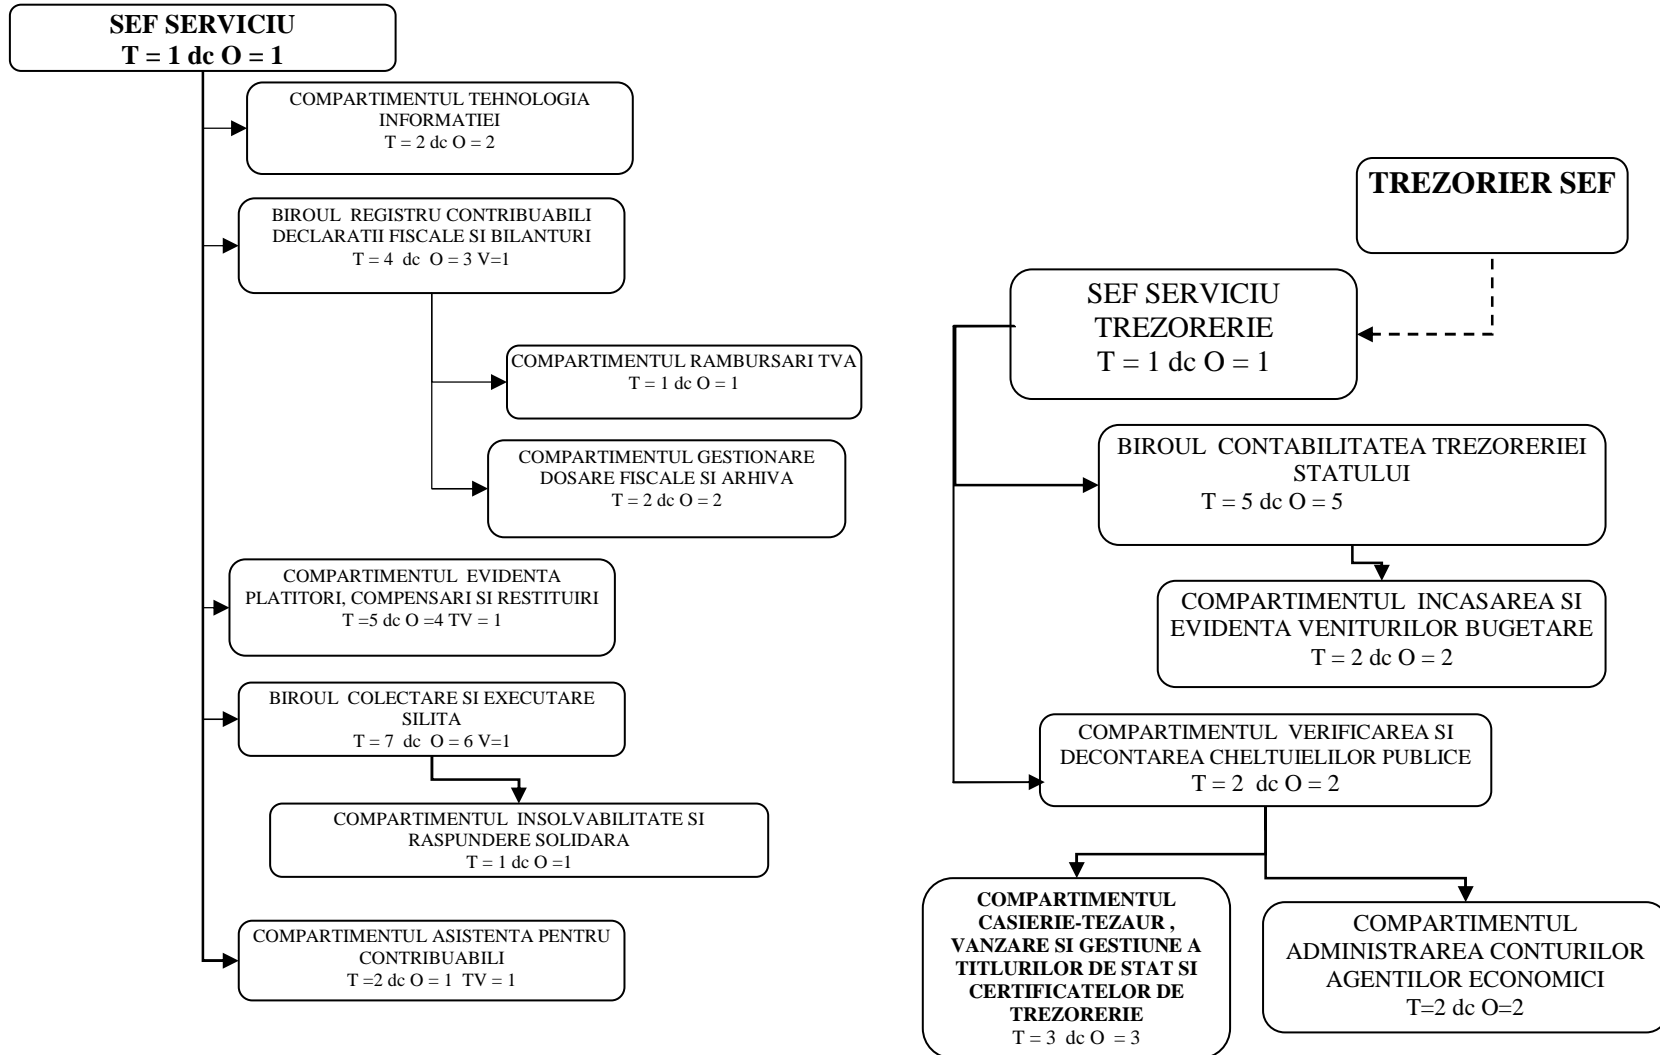 SEF SERVICIU
T = 1 dc O = 1
COMPARTIMENTUL TEHNOLOGIA
INFORMATIEI
T = 2 dc O = 2
BIROUL REGISTRU CONTRIBUABILI
DECLARATII FISCALE SI BILANTURI
T = 4 dc O = 3 V=1
COMPARTIMENTUL RAMBURSARI TVA
T = 1 dc O = 1
COMPARTIMENTUL GESTIONARE
DOSARE FISCALE SI ARHIVA
T = 2 dc O = 2
COMPARTIMENTUL EVIDENTA
PLATITORI, COMPENSARI SI RESTITUIRI
T =5 dc O =4 TV = 1
BIROUL COLECTARE SI EXECUTARE
SILITA
T = 7 dc O = 6 V=1
COMPARTIMENTUL INSOLVABILITATE SI
RASPUNDERE SOLIDARA
T = 1 dc O =1
COMPARTIMENTUL ASISTENTA PENTRU
CONTRIBUABILI
T =2 dc O = 1 TV = 1
TREZORIER SEF
SEF SERVICIU
TREZORERIE
T = 1 dc O = 1
BIROUL CONTABILITATEA TREZORERIEI
STATULUI
T = 5 dc O = 5
COMPARTIMENTUL INCASAREA SI
EVIDENTA VENITURILOR BUGETARE
T = 2 dc O = 2
COMPARTIMENTUL VERIFICAREA SI
DECONTAREA CHELTUIELILOR PUBLICE
T = 2 dc O = 2
COMPARTIMENTUL
CASIERIE-TEZAUR ,
VANZARE SI GESTIUNE A
TITLURILOR DE STAT SI
CERTIFICATELOR DE
TREZORERIE
T = 3 dc O = 3
COMPARTIMENTUL
ADMINISTRAREA CONTURILOR
AGENTILOR ECONOMICI
T=2 dc O=2